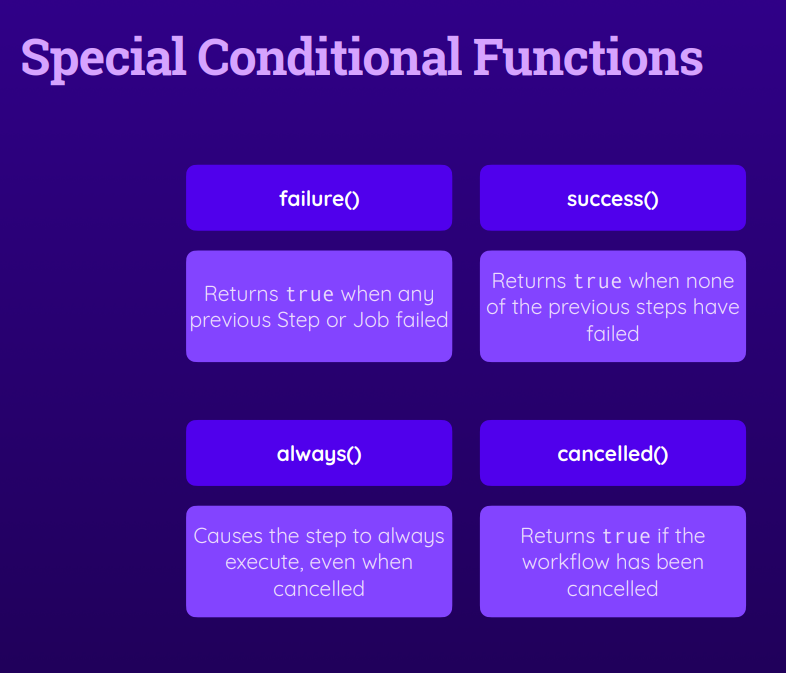 Special Conditional Functions
failure()
success()
Returns true when any
previous Step or Job failed
Returns true when none
of the previous steps have
failed
always()
cancelled()
Causes the step to always
execute, even when
cancelled
Returns true if the
workflow has been
cancelled